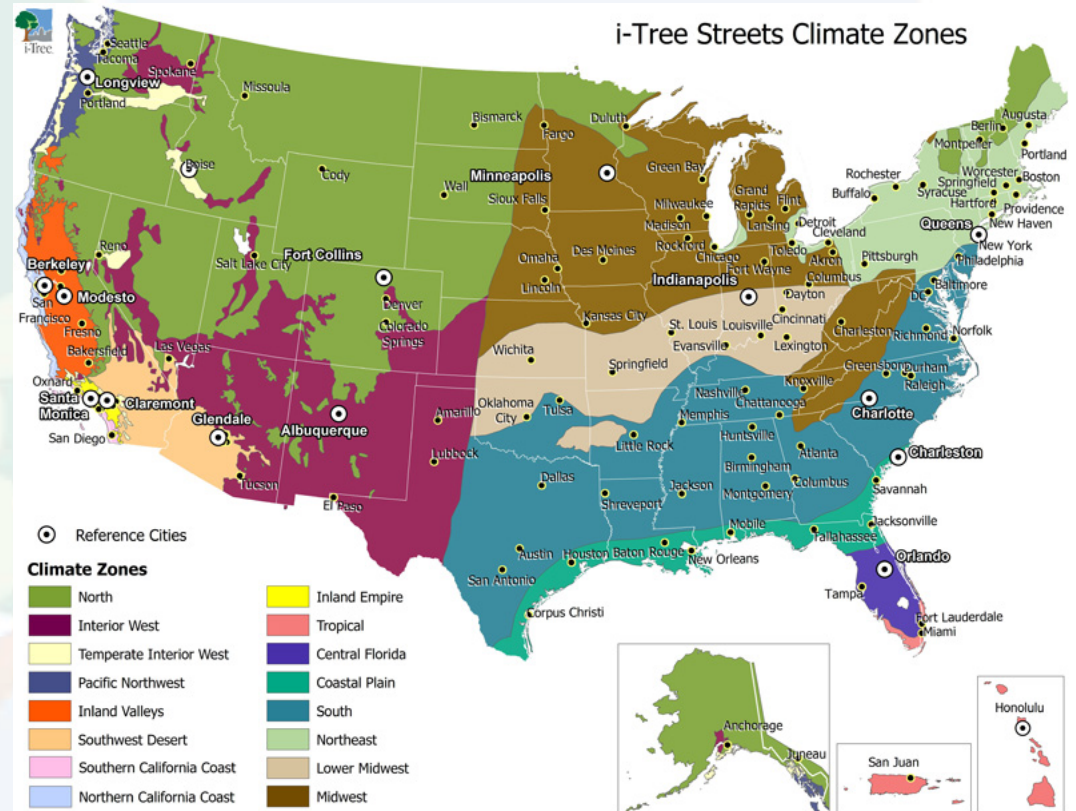 i-Tree
i-Tree Streets Climate Zones
Seattle
Tacoma
Spokane
Longview
Portland
Missoula
Bismarck
Fargo
Duluth
Boise
Cody
Wall
Minneapolis
Sioux Falls
Green Bay
Milwaukee
Madison
Rockford
Chicago
Grand
Rapids
Flint
Lansing
Detroit
Toledo
Cleveland
Akron
Fort Wayne
Columbus
Berlin
Augusta
Montpelier
Portland
Rochester
Buffalo
Syracuse
Worcester
Springfield
Boston
Hartford
Providence
New Haven
Queens
New York
Philadelphia
Pittsburgh
Baltimore
DC
Reno
Salt Lake City
Fort Collins
Denver
Colorado
Springs
Omaha
Lincoln
Des Moines
Indianapolis
Dayton
Cincinnati
Berkeley
San
Francisco
Modesto
Fresno
Bakersfield
Las Vegas
Kansas City
St. Louis
Louisville
Evansville
Lexington
Charleston
Richmond
Norfolk
Wichita
Springfield
Oxnard
Santa
Monica
Claremont
San Diego
Glendale
Albuquerque
Tucson
El Paso
Amarillo
Lubbock
Oklahoma
City
Tulsa
Little Rock
Nashville
Memphis
Knoxville
Chattanooga
Greensboro
Durham
Raleigh
Charlotte
Charleston
Huntsville
Atlanta
Birmingham
Columbus
Montgomery
Savannah
Dallas
Shreveport
Jackson
Mobile
Tallahassee
Jacksonville
Austin
San Antonio
Houston
Baton Rouge
New Orleans
Corpus Christi
Orlando
Tampa
Fort Lauderdale
Miami
Reference Cities
Climate Zones
North
Interior West
Temperate Interior West
Pacific Northwest
Inland Valleys
Southwest Desert
Southern California Coast
Northern California Coast
Inland Empire
Tropical
Central Florida
Coastal Plain
South
Northeast
Lower Midwest
Midwest
Anchorage
Juneau
San Juan
Honolulu